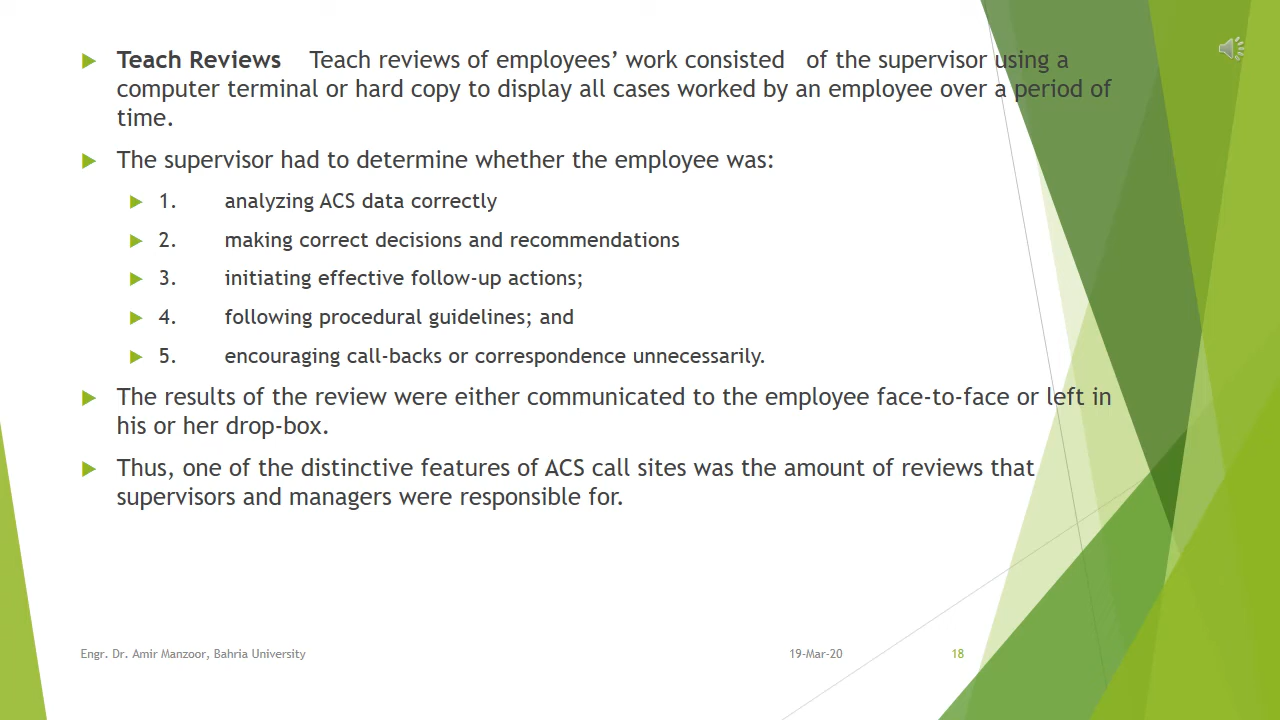 Teach Reviews Teach reviews of employees’ work consisted of the supervisor using a
computer terminal or hard copy to display all cases worked by an employee over a period of
time.
The supervisor had to determine whether the employee was:
1. analyzing ACS data correctly
2. making correct decisions and recommendations
3. initiating effective follow-up actions;
4. following procedural guidelines; and
5. encouraging call-backs or correspondence unnecessarily.
The results of the review were either communicated to the employee face-to-face or left in
his or her drop-box.
Thus, one of the distinctive features of ACS call sites was the amount of reviews that
supervisors and managers were responsible for.
Engr. Dr. Amir Manzoor, Bahria University 19-Mar-20 18